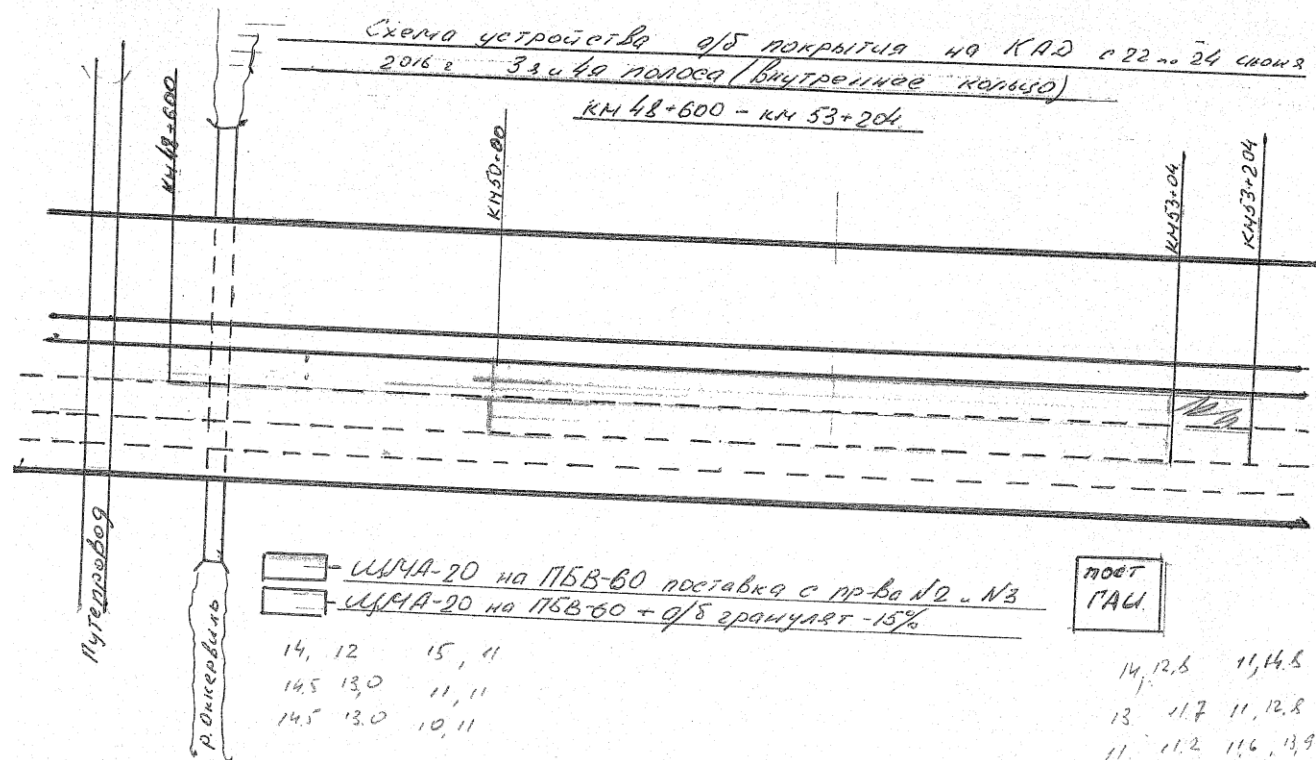 Схема устройства а/б покрытия на КАД с 22 по 24 июня
2016 г 3я и 4я полоса (внутреннее кольцо)
км 48+600 - км 53+204
км 48+600
км 50+00
км 53+04
км 53+204
Путепровод
р. Оккервиль
ЩМА-20 на ПБВ-60 поставка с пр-ва №2 и №3
ЩМА-20 на ПБВ-60 + а/б гранулят -15%
пост
ГАИ.
14, 12 15, 11
14.5 13,0 11, 11
14.5 13.0 10, 11
14, 12,8 11, 14.8
13 11.7 11, 12.8
11 11.2 11.6, 13,9